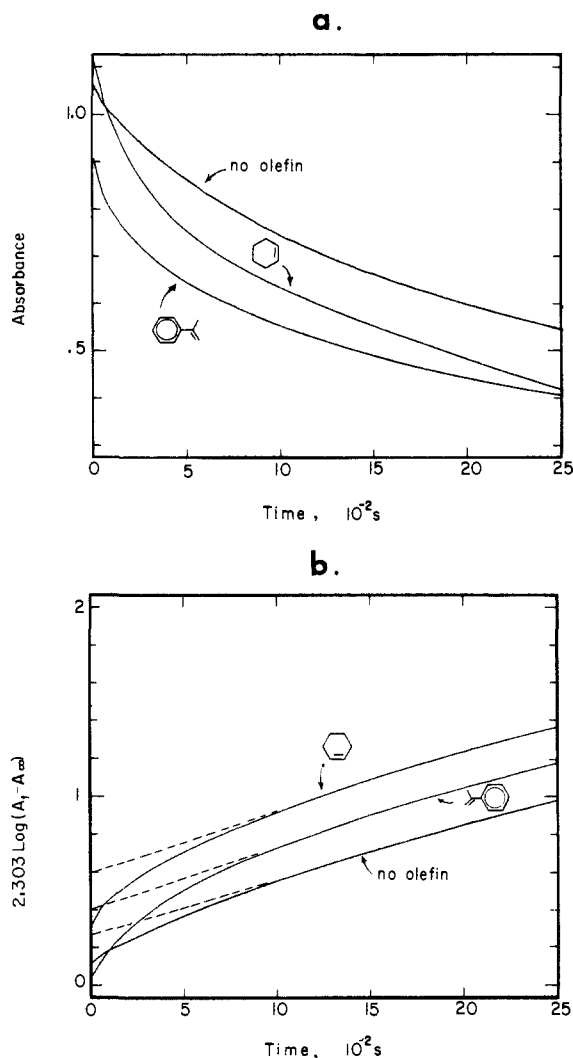 a.
1.0
.5
Absorbance
no olefin
0 5 10 15 20 25
Time, 10⁻²s
b.
2
1
0
2.303 Log(A₁-A∞)
no olefin
0 5 10 15 20 25
Time, 10⁻²s